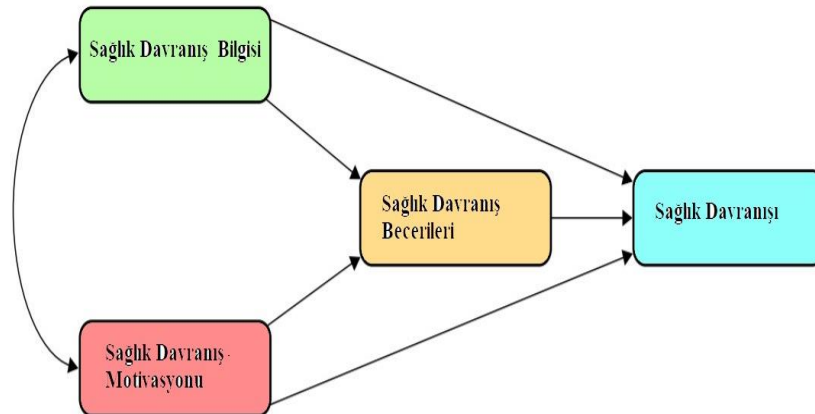 Sağlık Davranış Bilgisi
Sağlık Davranış
Becerileri
Sağlık Davranışı
Sağlık Davranış -
Motivasyonu